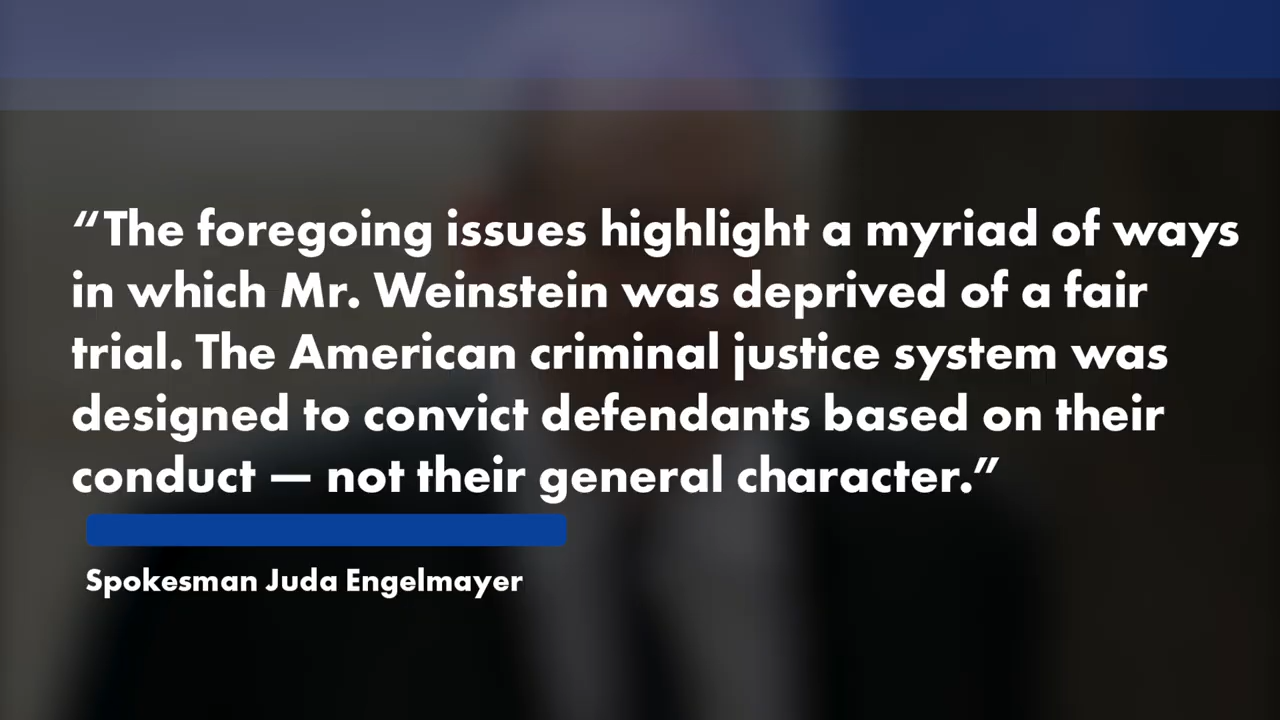 “The foregoing issues highlight a myriad of ways
in which Mr. Weinstein was deprived of a fair
trial. The American criminal justice system was
designed to convict defendants based on their
conduct — not their general character.”
Spokesman Juda Engelmayer